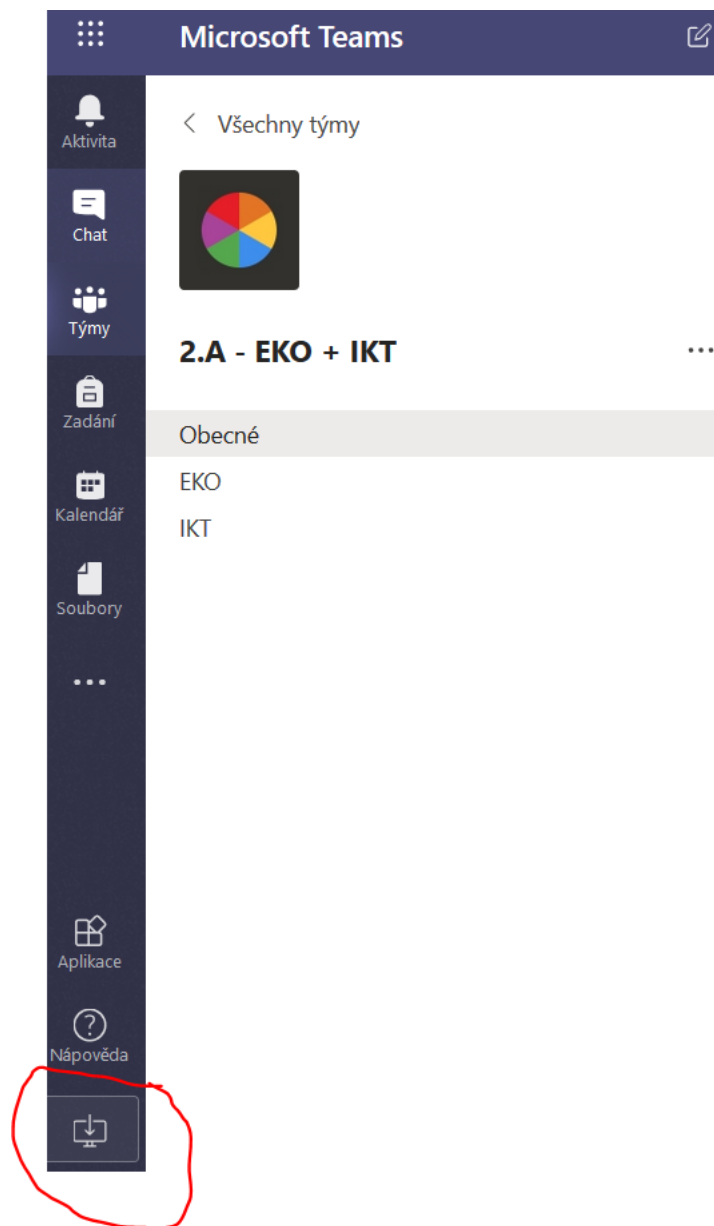 Microsoft Teams
Aktivita
Chat
Týmy
Zadání
Kalendář
Soubory
Aplikace
Nápověda
Všechny týmy
2.A - EKO + IKT
Obecné
EKO
IKT